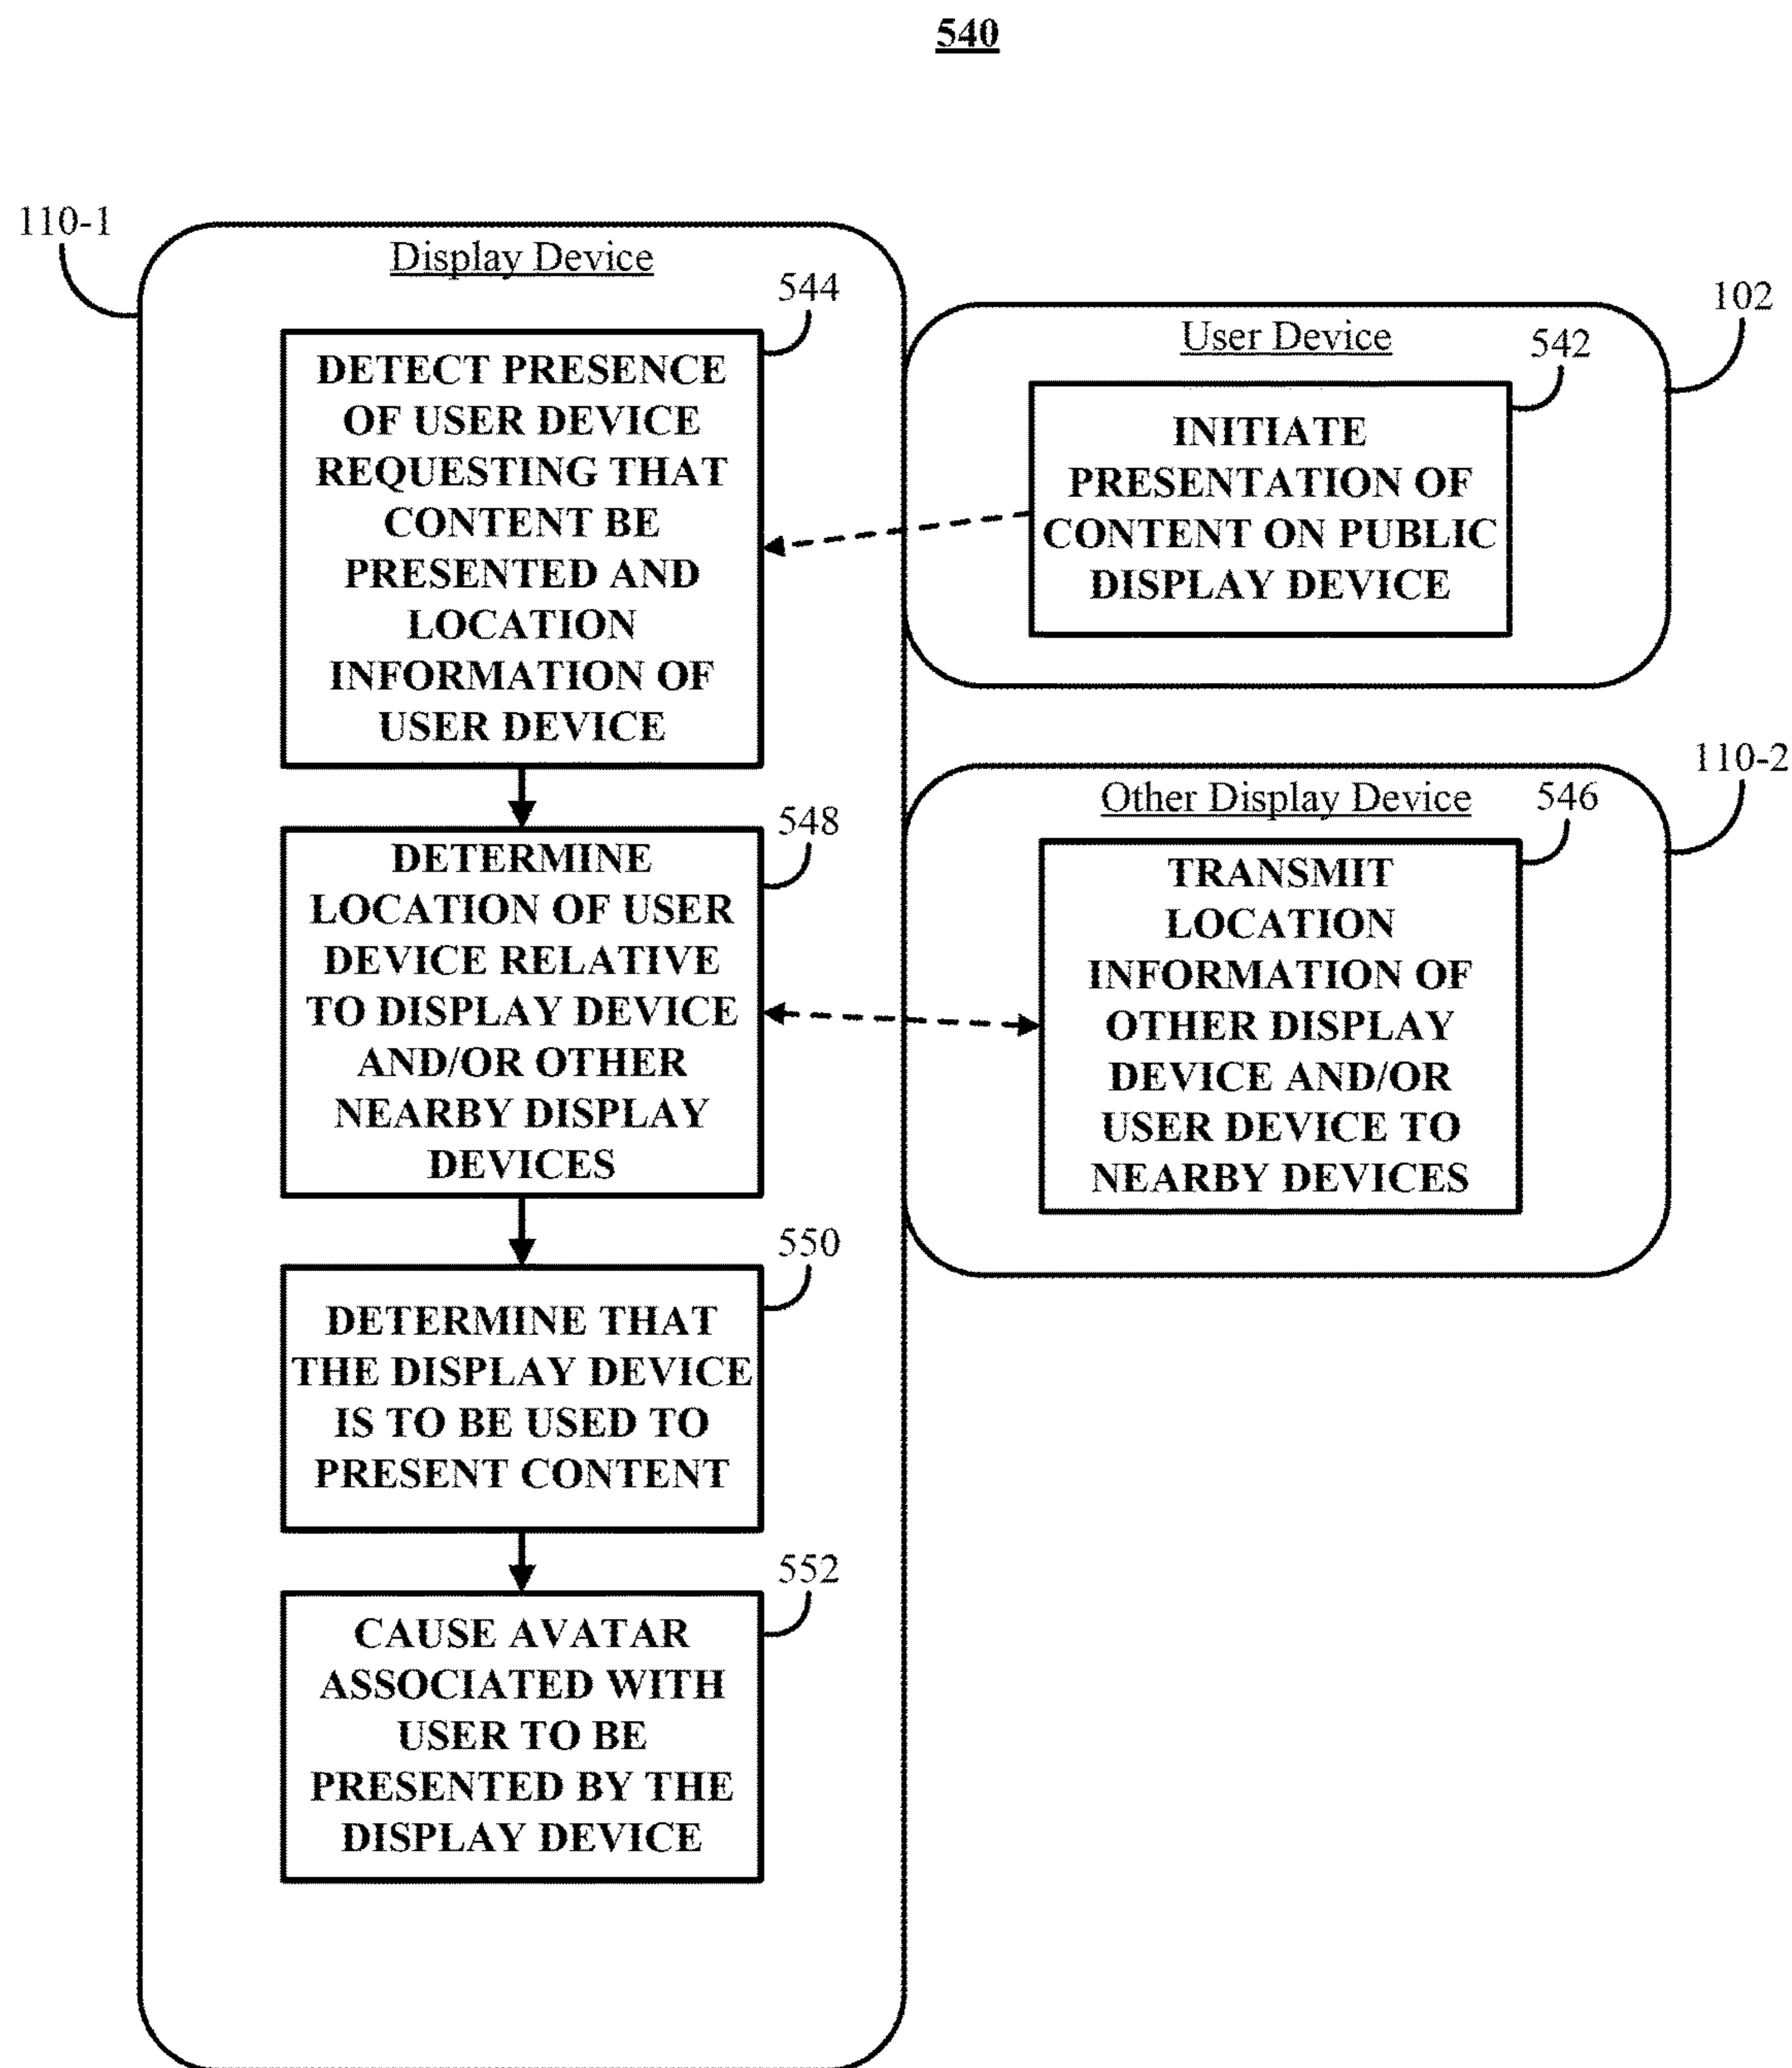 540
110-1
Display Device
544
DETECT PRESENCE
OF USER DEVICE
REQUESTING THAT
CONTENT BE
PRESENTED AND
LOCATION
INFORMATION OF
USER DEVICE
102
User Device
542
INITIATE
PRESENTATION OF
CONTENT ON PUBLIC
DISPLAY DEVICE
110-2
Other Display Device
546
TRANSMIT
LOCATION
INFORMATION OF
OTHER DISPLAY
DEVICE AND/OR
USER DEVICE TO
NEARBY DEVICES
548
DETERMINE
LOCATION OF USER
DEVICE RELATIVE
TO DISPLAY DEVICE
AND/OR OTHER
NEARBY DISPLAY
DEVICES
550
DETERMINE THAT
THE DISPLAY DEVICE
IS TO BE USED TO
PRESENT CONTENT
552
CAUSE AVATAR
ASSOCIATED WITH
USER TO BE
PRESENTED BY THE
DISPLAY DEVICE